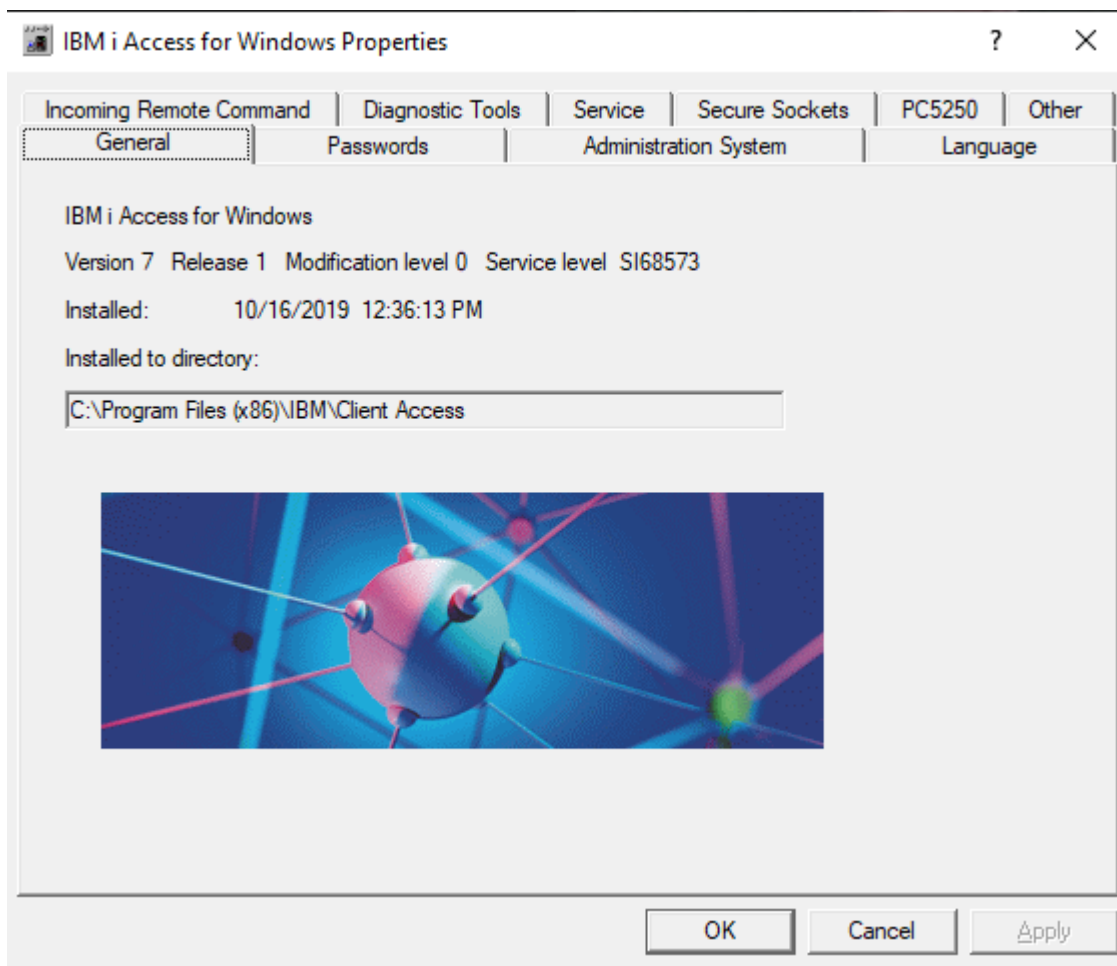 IBM i Access for Windows Properties
Incoming Remote Command Diagnostic Tools Service Secure Sockets PC5250 Other
General Passwords Administration System Language
IBM i Access for Windows
Version 7 Release 1 Modification level 0 Service level SI68573
Installed: 10/16/2019 12:36:13 PM
Installed to directory:
C:\Program Files (x86)\IBM\Client Access
OK Cancel Apply